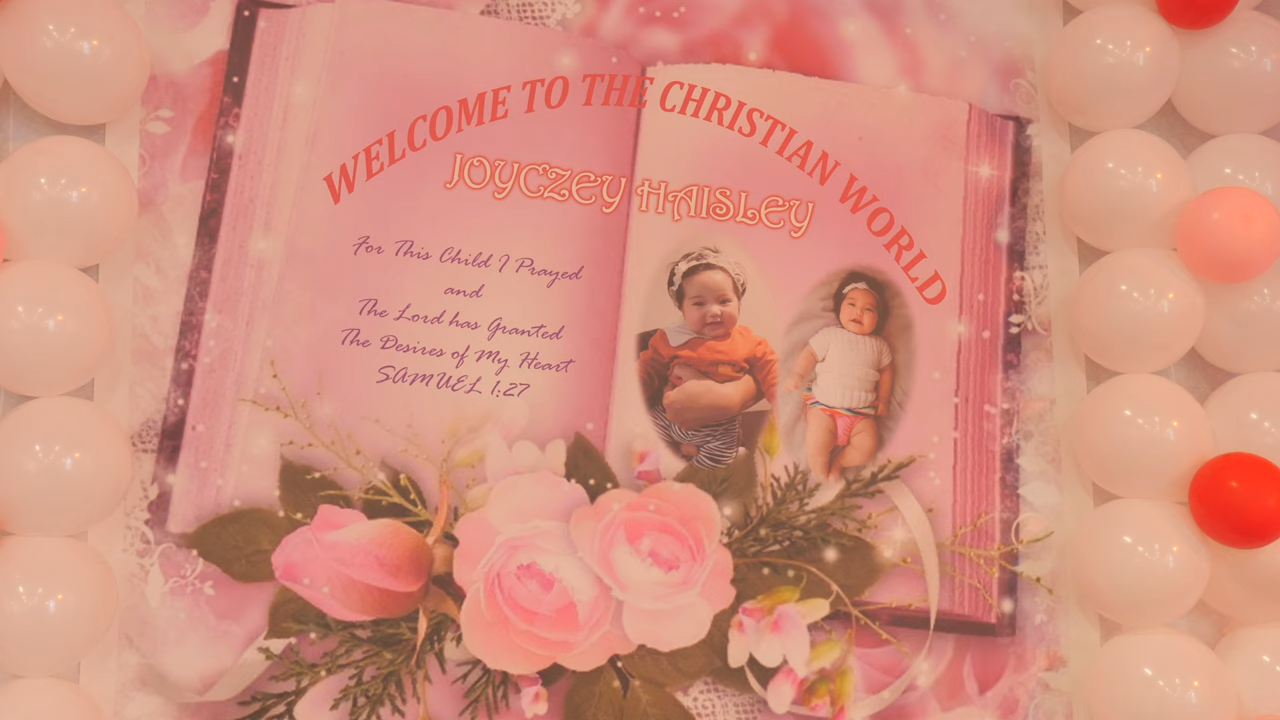 WELCOME TO THE CHRISTIAN WORLD
JOYCZEY HAISLEY
For This Child I Prayed
and
The Lord has Granted
The Desires of My Heart
SAMUEL 1:27